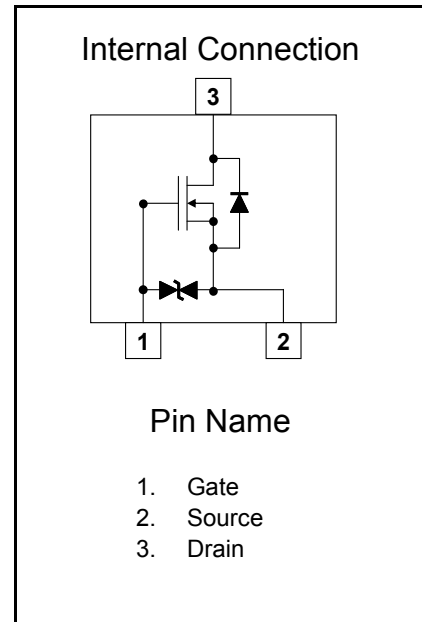 Internal Connection
3
1
2
Pin Name
1. Gate
2. Source
3. Drain